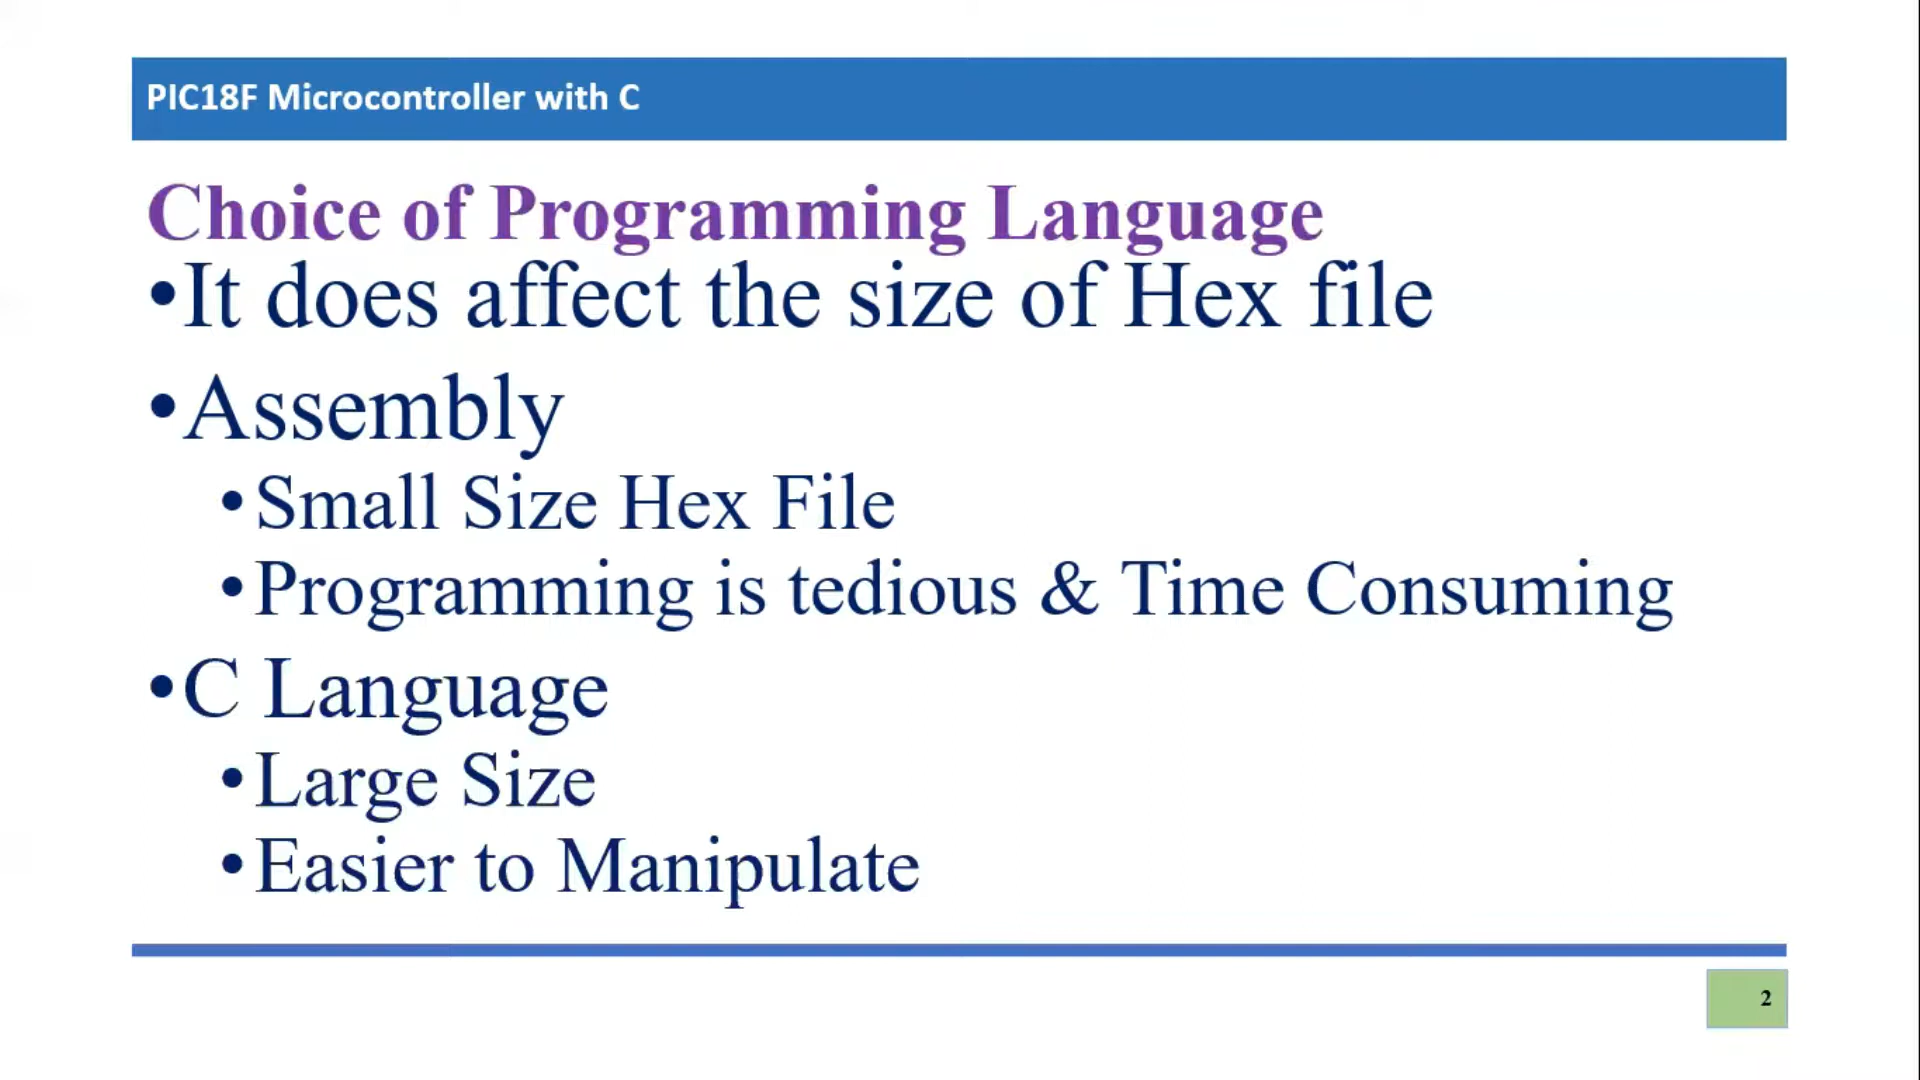 PIC18F Microcontroller with C
Choice of Programming Language
•It does affect the size of Hex file
•Assembly
•Small Size Hex File
•Programming is tedious & Time Consuming
•C Language
•Large Size
•Easier to Manipulate
2